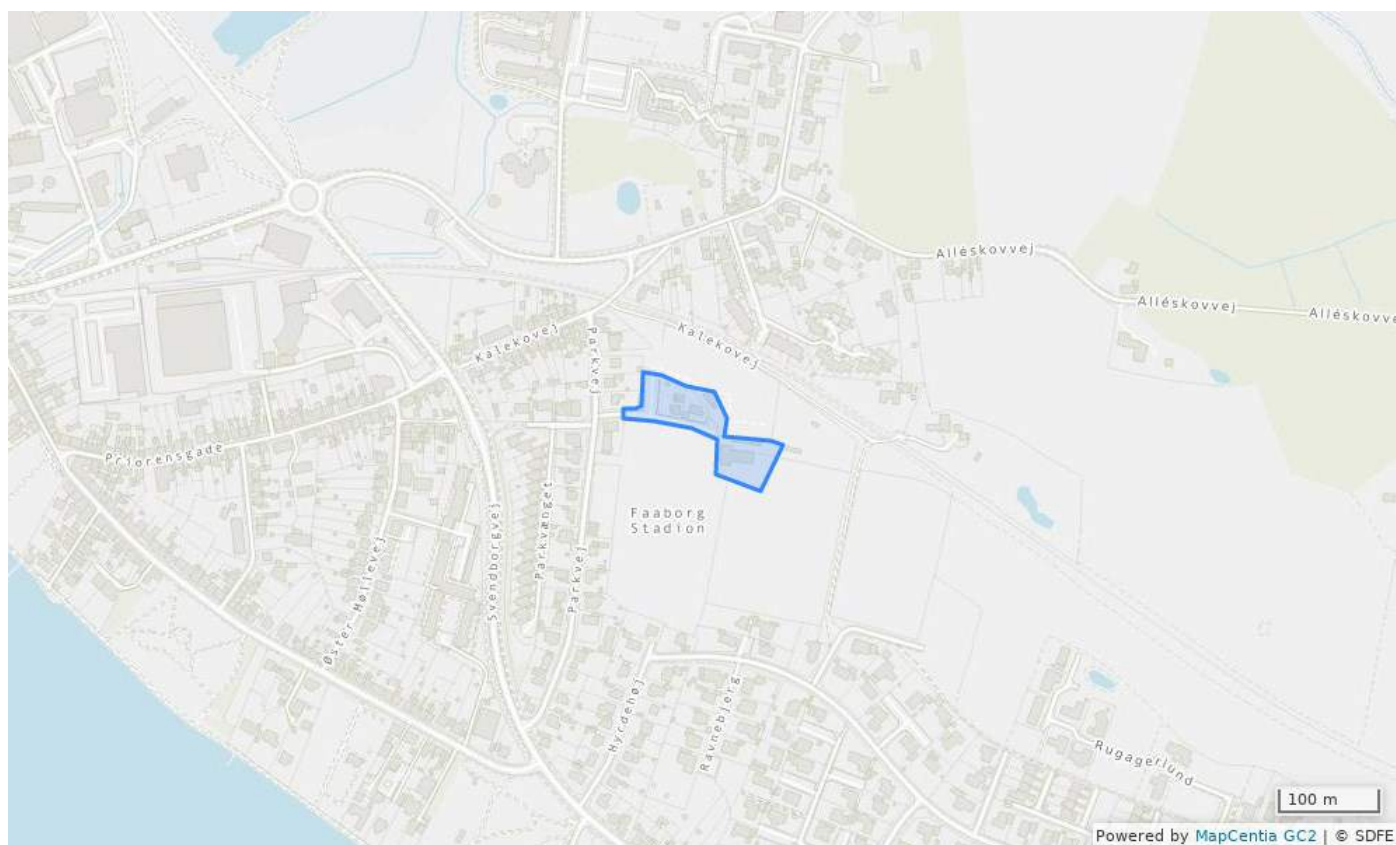 Alléskovvej
Alléskovvej
Alléskovve
Kalekovej
Kalekovej
Parkvej
Priorensgade
Faaborg
Stadion
Svendborgvej
Parkvænget
Parkvej
Øster Møllevej
Hyrdehøj
Ravnebjerg
Rugagerlund
100 m
Powered by MapCentia GC2 | © SDFE